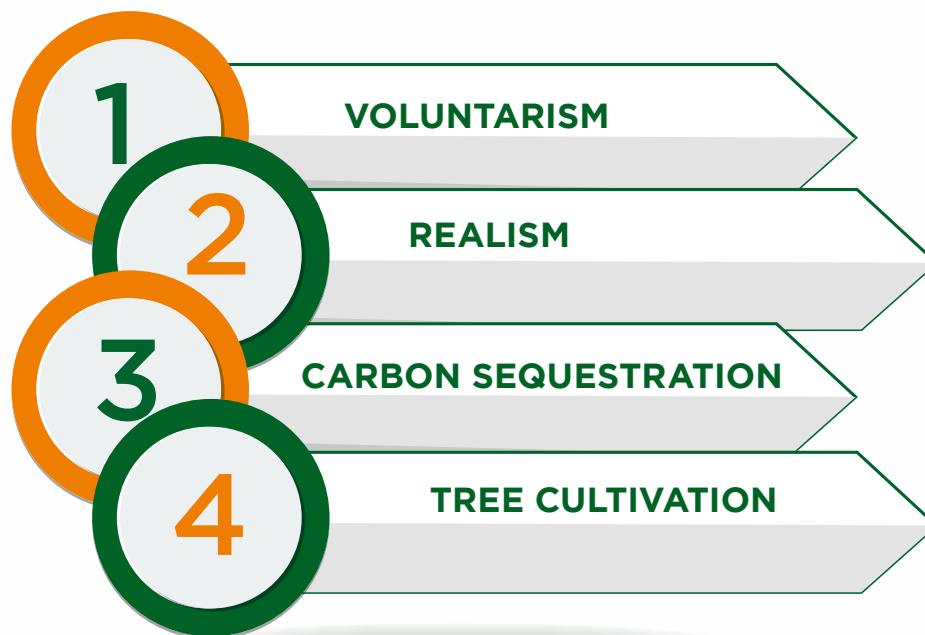 1
VOLUNTARISM
2
REALISM
3
CARBON SEQUESTRATION
4
TREE CULTIVATION